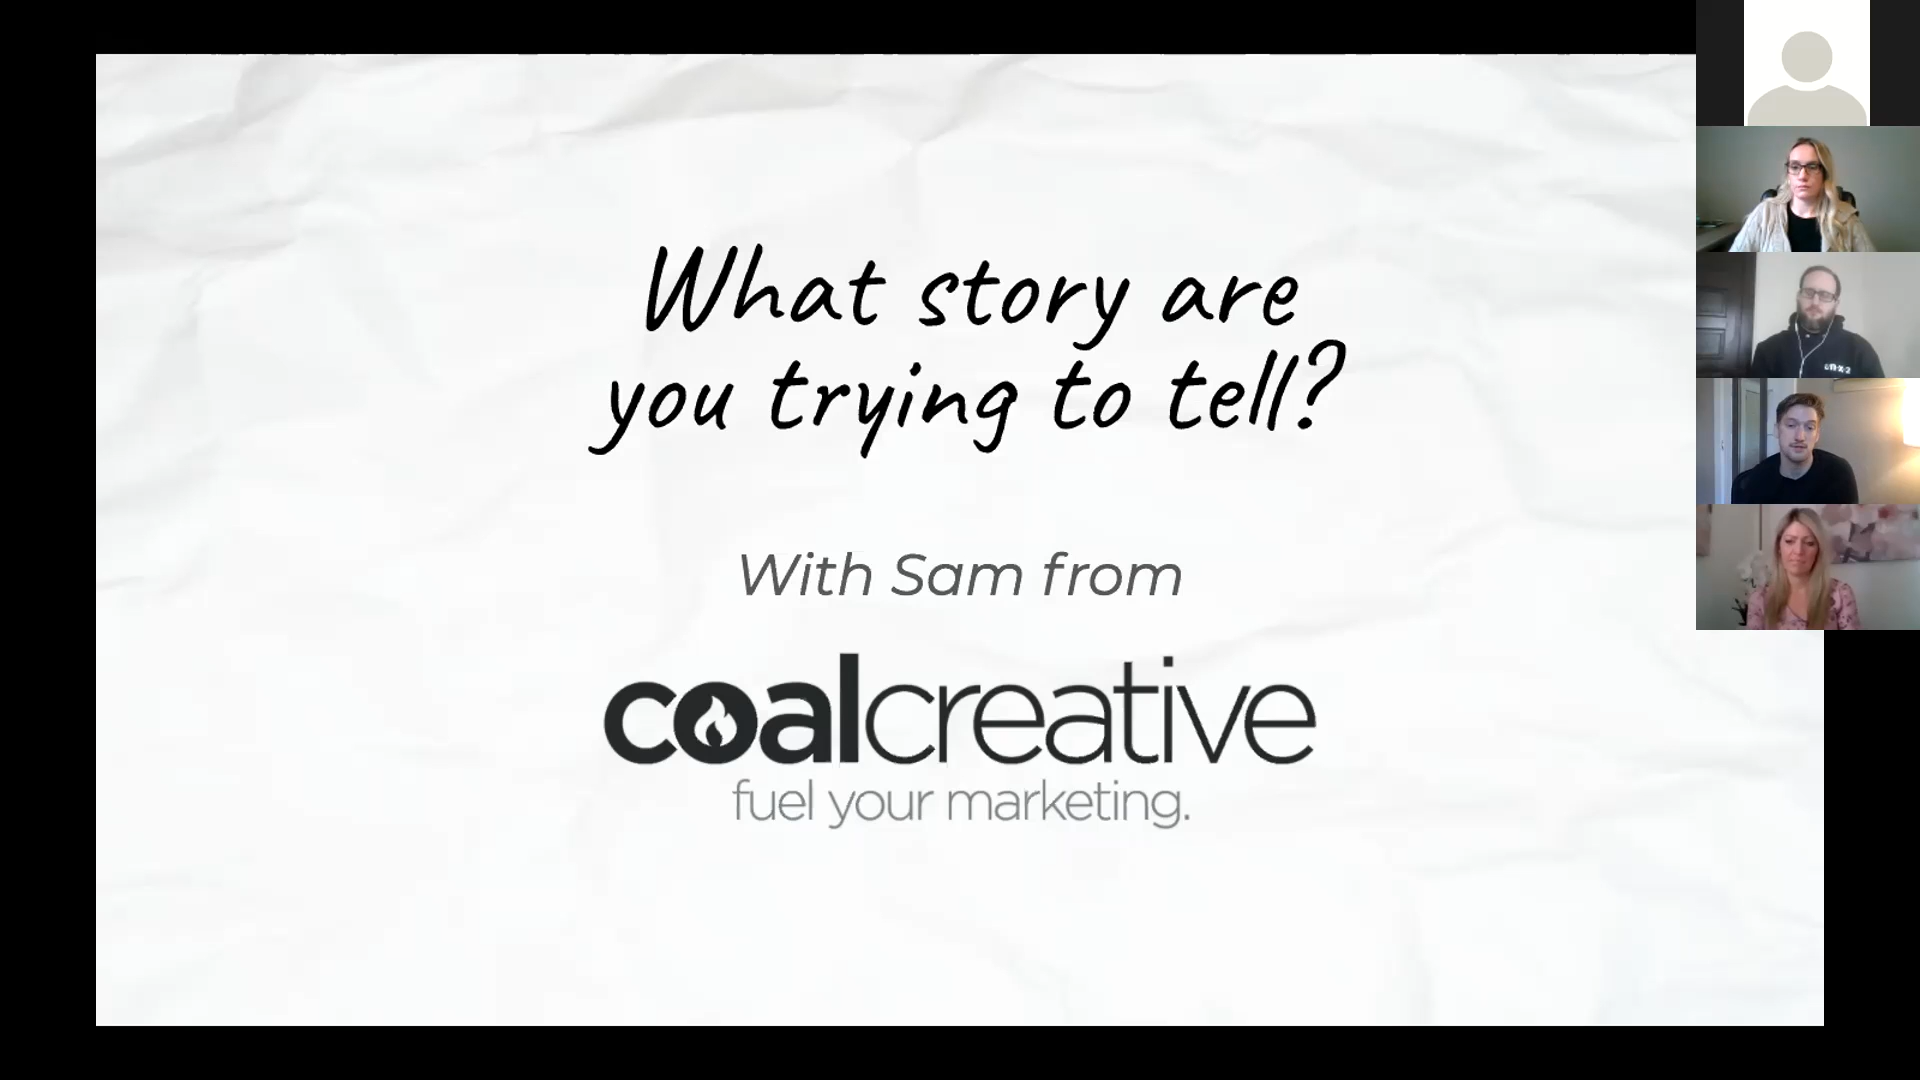 What story are
you trying to tell?
With Sam from
coalcreative
fuel your marketing.